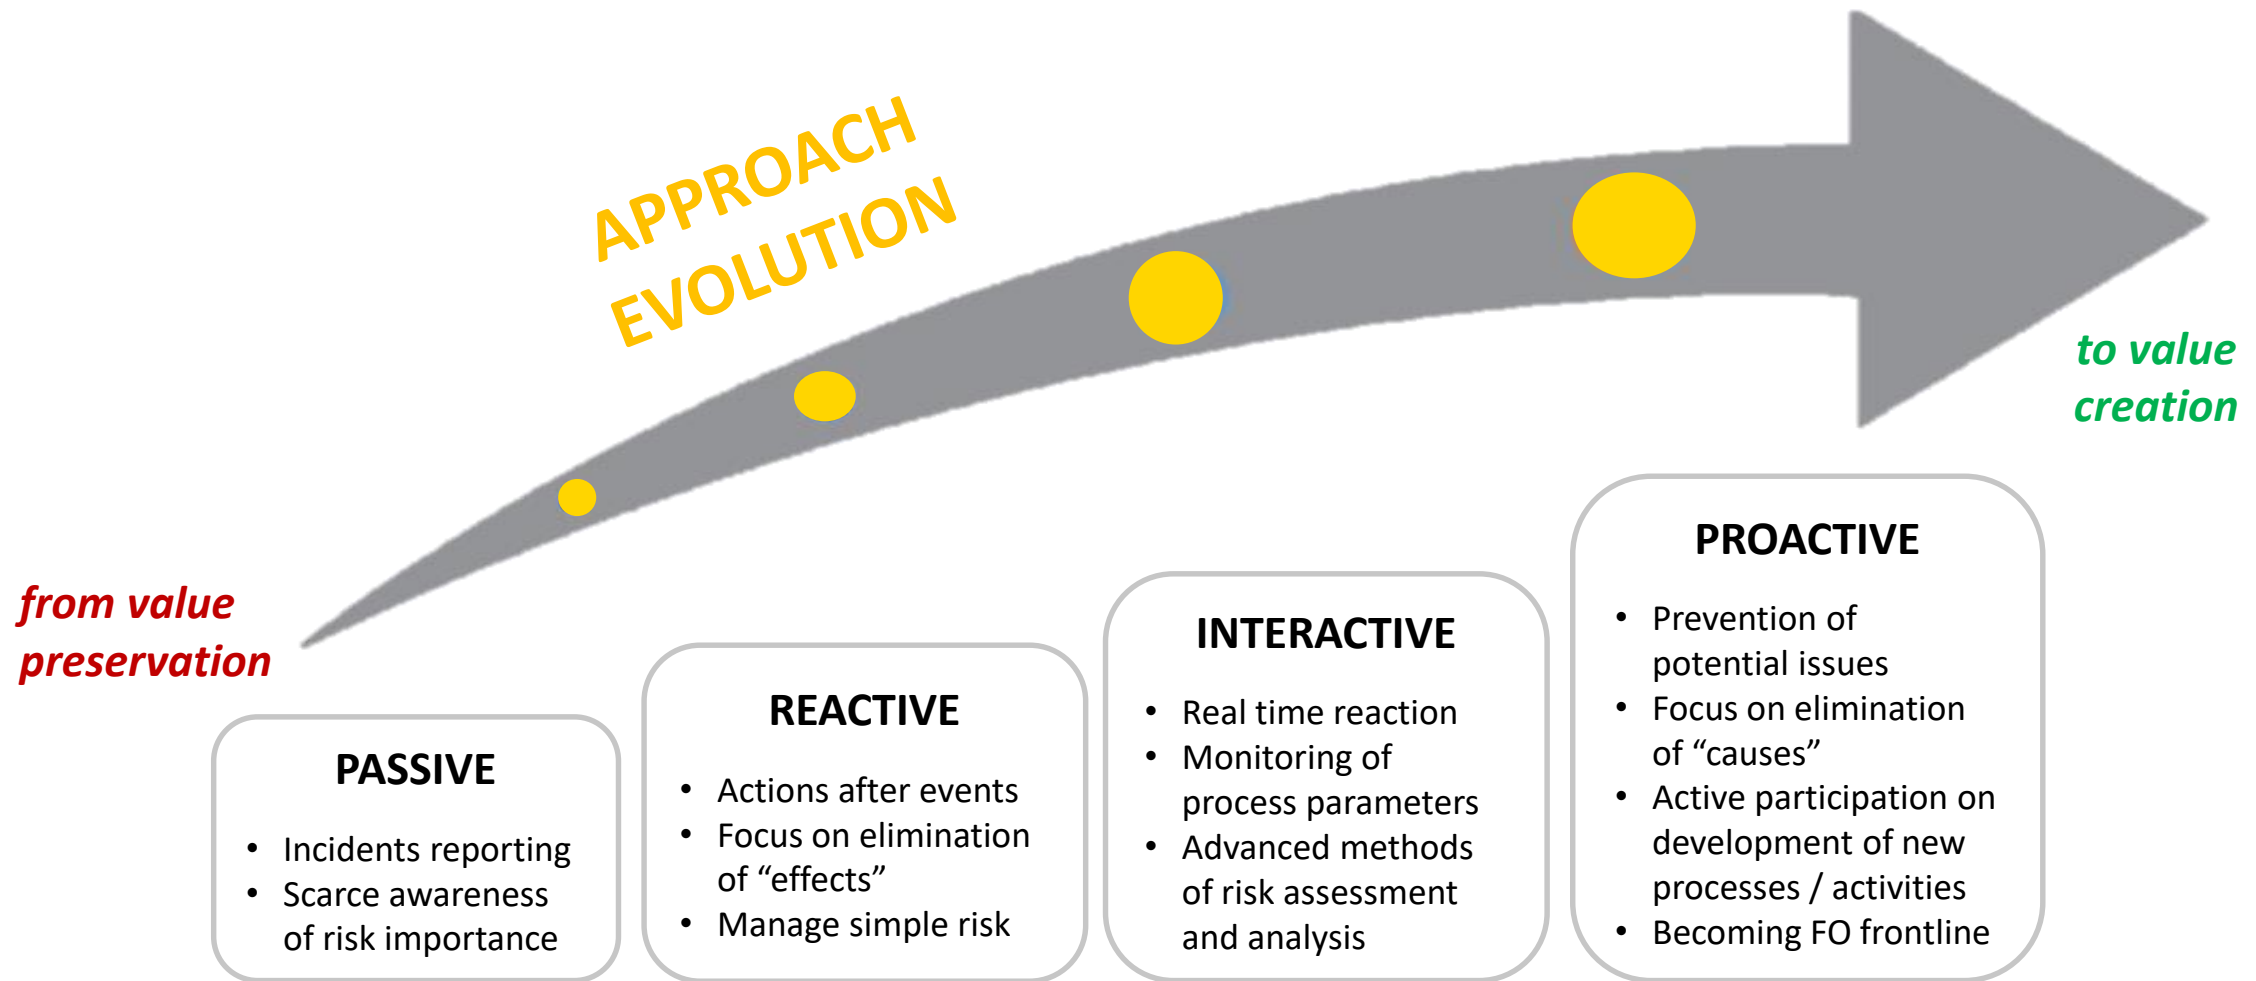 APPROACH
EVOLUTION
from value
preservation
to value
creation
PASSIVE
• Incidents reporting
• Scarce awareness
of risk importance
REACTIVE
• Actions after events
• Focus on elimination
of “effects”
• Manage simple risk
INTERACTIVE
• Real time reaction
• Monitoring of
process parameters
• Advanced methods
of risk assessment
and analysis
PROACTIVE
• Prevention of
potential issues
• Focus on elimination
of “causes”
• Active participation on
development of new
processes / activities
• Becoming FO frontline